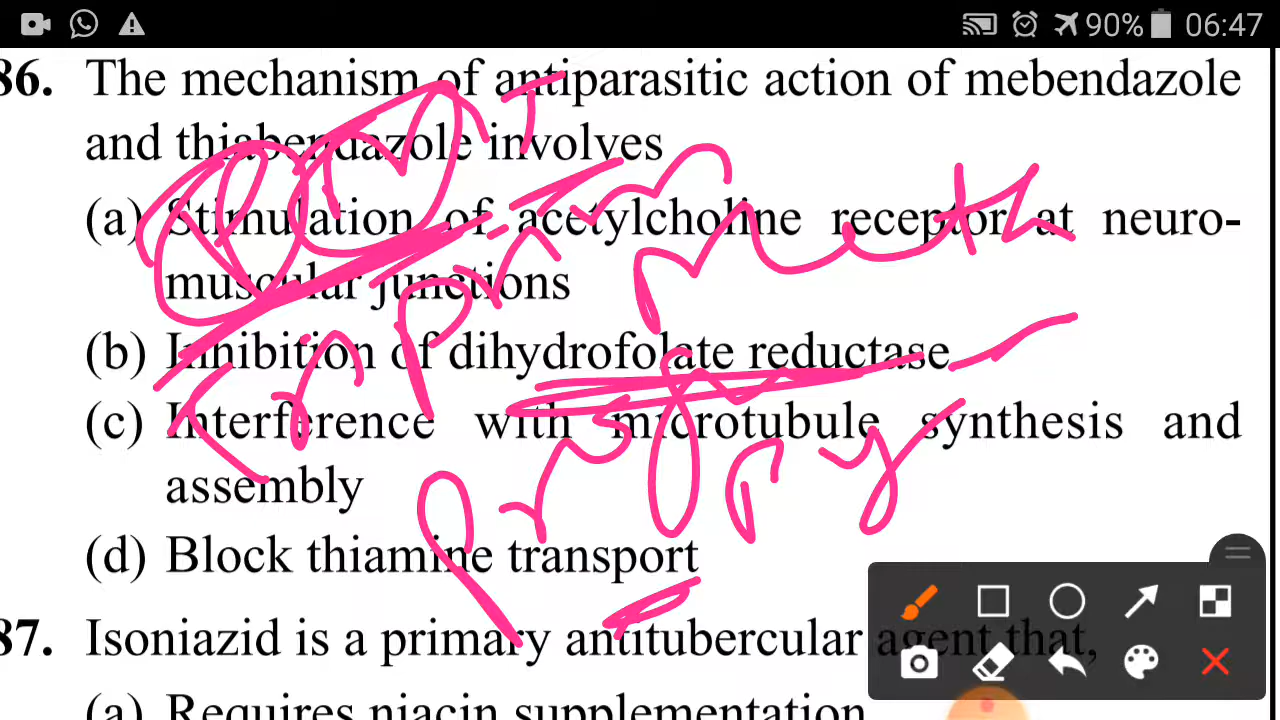 90% 06:47
86. The mechanism of antiparasitic action of mebendazole
and thiabendazole involves
(a) Stimulation of acetylcholine receptor at neuro-
muscular junctions
(b) Inhibition of dihydrofolate reductase
(c) Interference with microtubule synthesis and
assembly
(d) Block thiamine transport
87. Isoniazid is a primary antitubercular agent that,
(a) Requires niacin supplementation